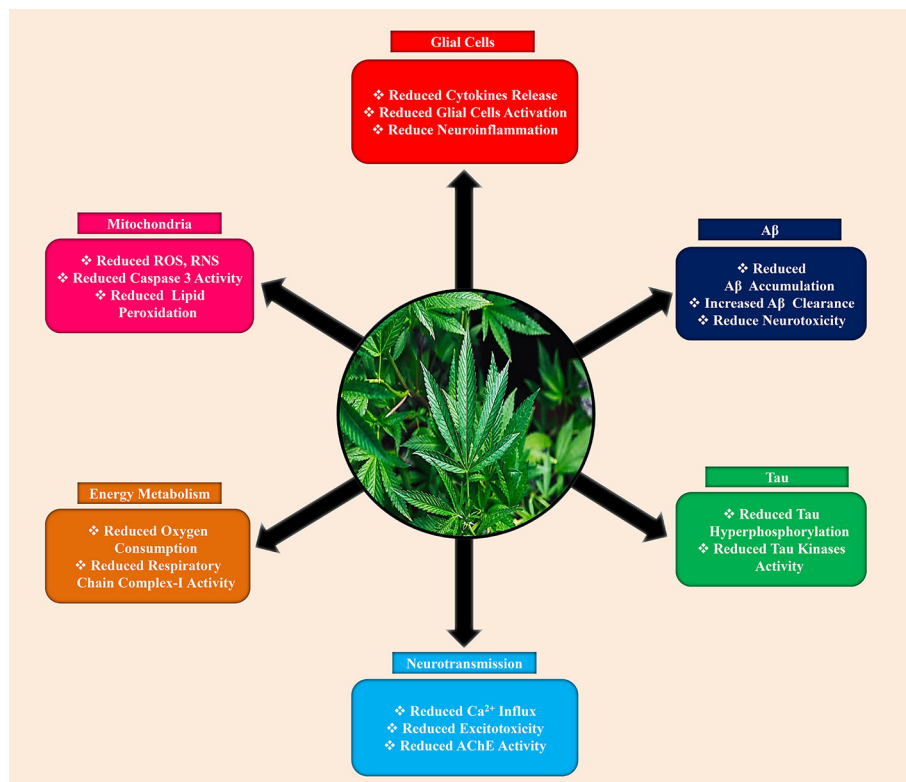 Glial Cells
❖ Reduced Cytokines Release
❖ Reduced Glial Cells Activation
❖ Reduce Neuroinflammation
Mitochondria
❖ Reduced ROS, RNS
❖ Reduced Caspase 3 Activity
❖ Reduced Lipid
Peroxidation
Aβ
❖ Reduced
Aβ Accumulation
❖ Increased Aβ Clearance
❖ Reduce Neurotoxicity
Energy Metabolism
❖ Reduced Oxygen
Consumption
❖ Reduced Respiratory
Chain Complex-I Activity
Tau
❖ Reduced Tau
Hyperphosphorylation
❖ Reduced Tau Kinases
Activity
Neurotransmission
❖ Reduced Ca²⁺ Influx
❖ Reduced Excitotoxicity
❖ Reduced AChE Activity